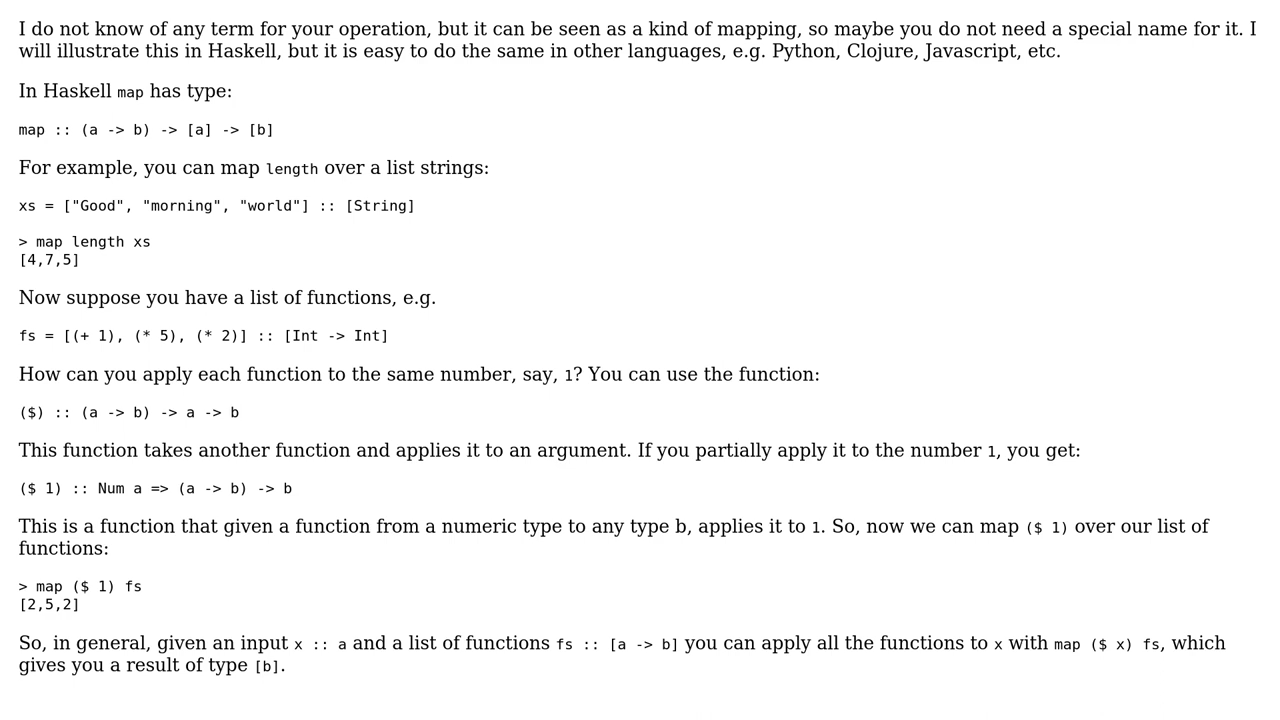 I do not know of any term for your operation, but it can be seen as a kind of mapping, so maybe you do not need a special name for it. I
will illustrate this in Haskell, but it is easy to do the same in other languages, e.g. Python, Clojure, Javascript, etc.
In Haskell map has type:
map :: (a -> b) -> [a] -> [b]
For example, you can map length over a list strings:
xs = ["Good", "morning", "world"] :: [String]
> map length xs
[4,7,5]
Now suppose you have a list of functions, e.g.
fs = [(+ 1), (* 5), (* 2)] :: [Int -> Int]
How can you apply each function to the same number, say, 1? You can use the function:
($) :: (a -> b) -> a -> b
This function takes another function and applies it to an argument. If you partially apply it to the number 1, you get:
($ 1) :: Num a => (a -> b) -> b
This is a function that given a function from a numeric type to any type b, applies it to 1. So, now we can map ($ 1) over our list of
functions:
> map ($ 1) fs
[2,5,2]
So, in general, given an input x :: a and a list of functions fs :: [a -> b] you can apply all the functions to x with map ($ x) fs, which
gives you a result of type [b].